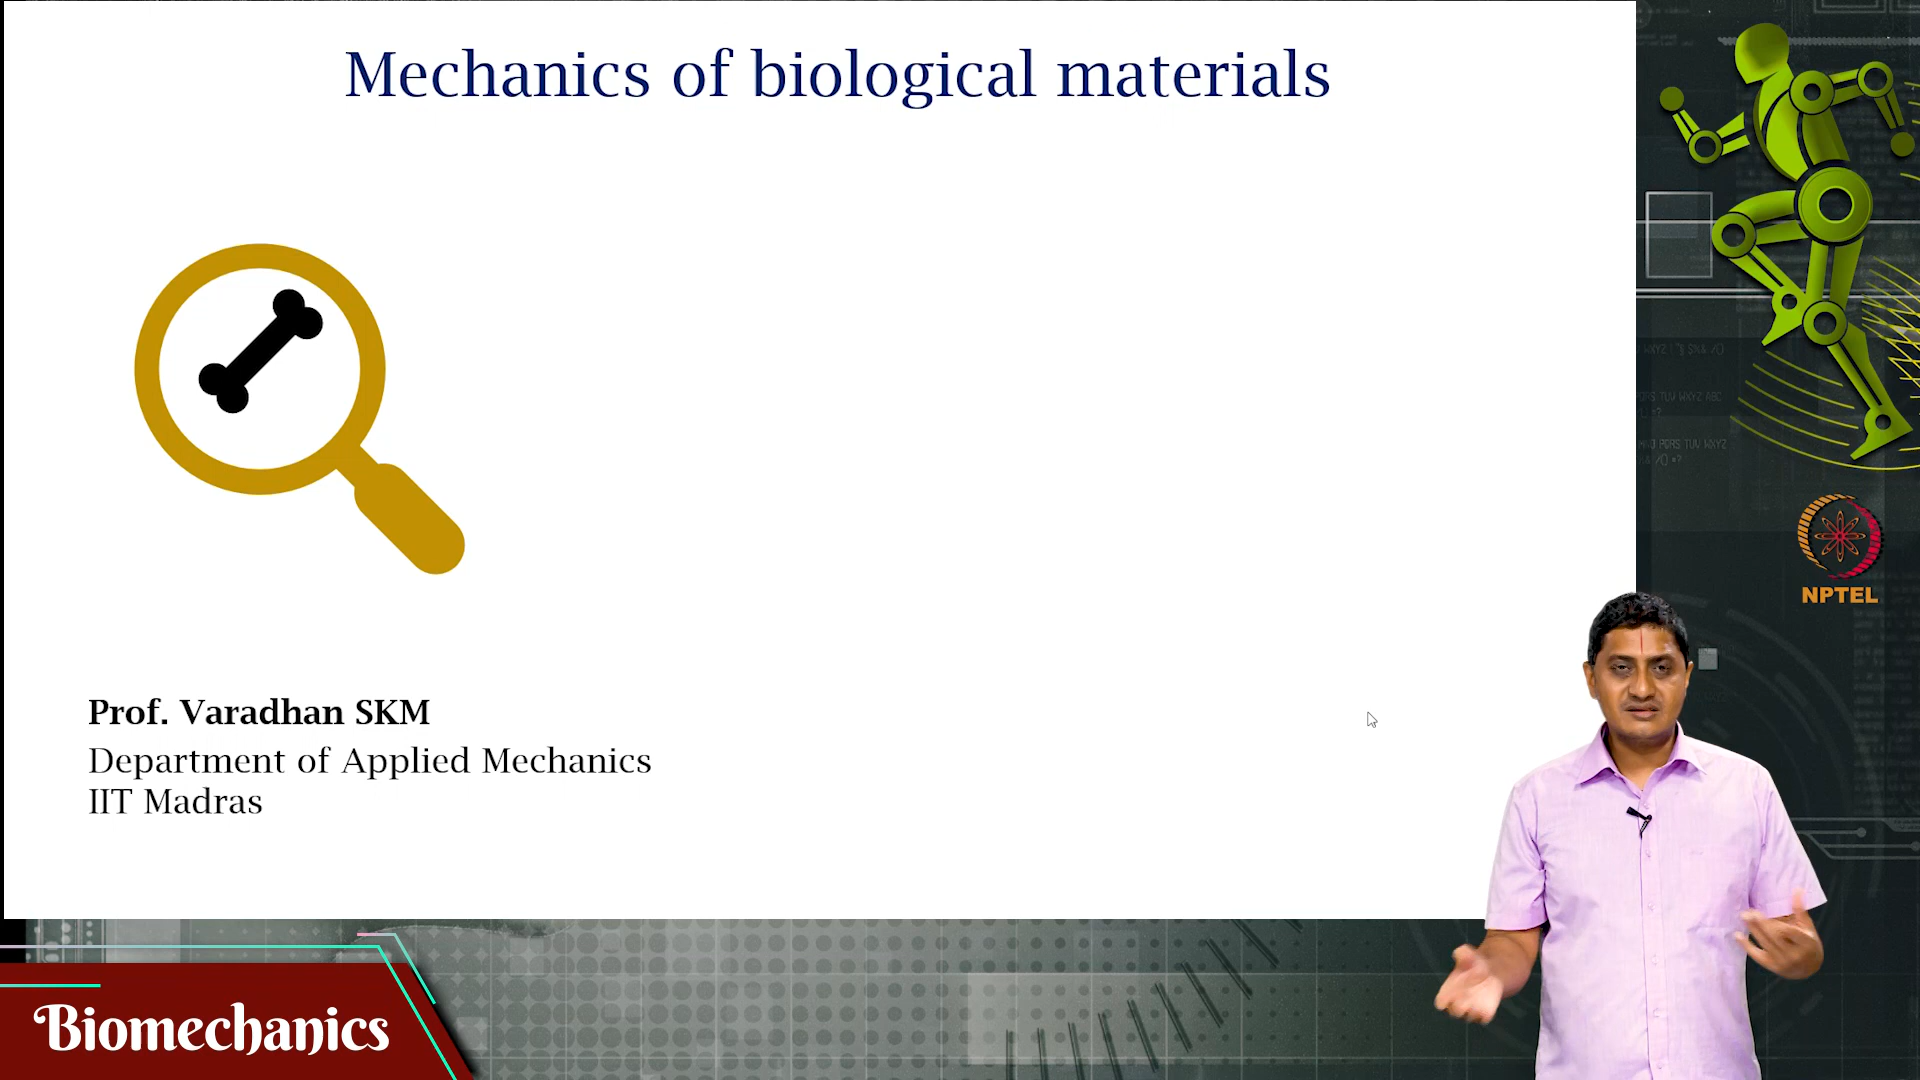 Mechanics of biological materials
NPTEL
Prof. Varadhan SKM
Department of Applied Mechanics
IIT Madras
Biomechanics